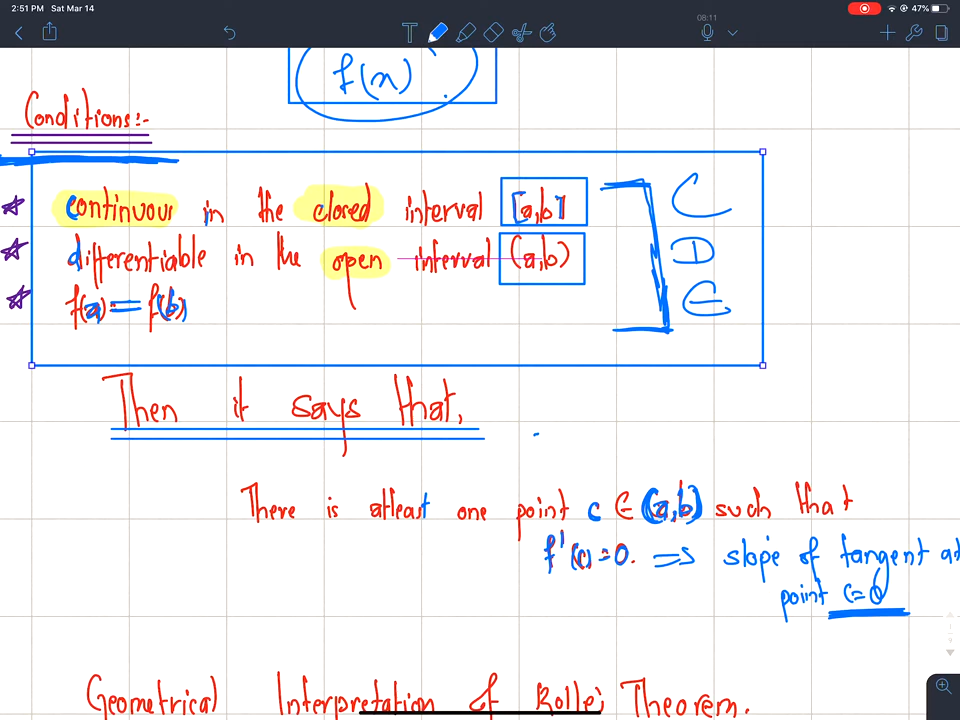 2:51 PM Sat Mar 14
47%
08:11
f(x)
Conditions:-
continuous in the closed interval [a,b] C
differentiable in the open interval (a,b) D
f(a) = f(b) E
Then it says that,
There is atleast one point c ∈ (a,b) such that
f'(c)=0. => slope of tangent at
point c=0
Geometrical Interpretation of Rolle's Theorem.